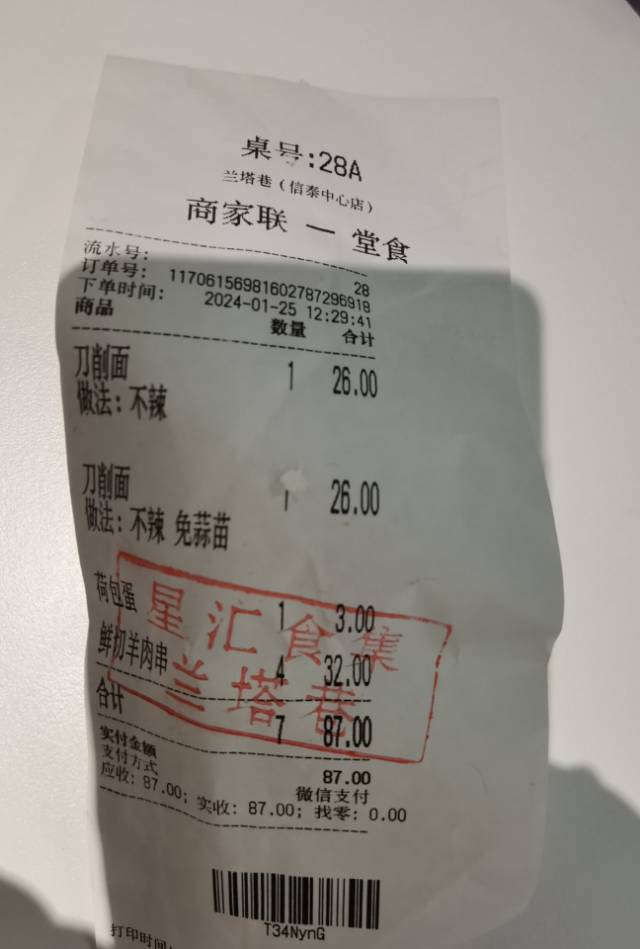 桌号:28A
兰塔巷(信泰中心店)
商家联 一 堂食
流水号: 28
订单号: 117061569816027872969​18
下单时间: 2024-01-25 12:29:41
商品 数量 合计
刀削面 1 26.00
做法:不辣
刀削面 1 26.00
做法:不辣 免蒜苗
荷包蛋 1 3.00
鲜切羊肉串 4 32.00
合计 7 87.00
实付金额 87.00
支付方式 微信支付
应收: 87.00; 实收: 87.00; 找零: 0.00
星汇食集
兰塔巷
T34NynG
打印时间: